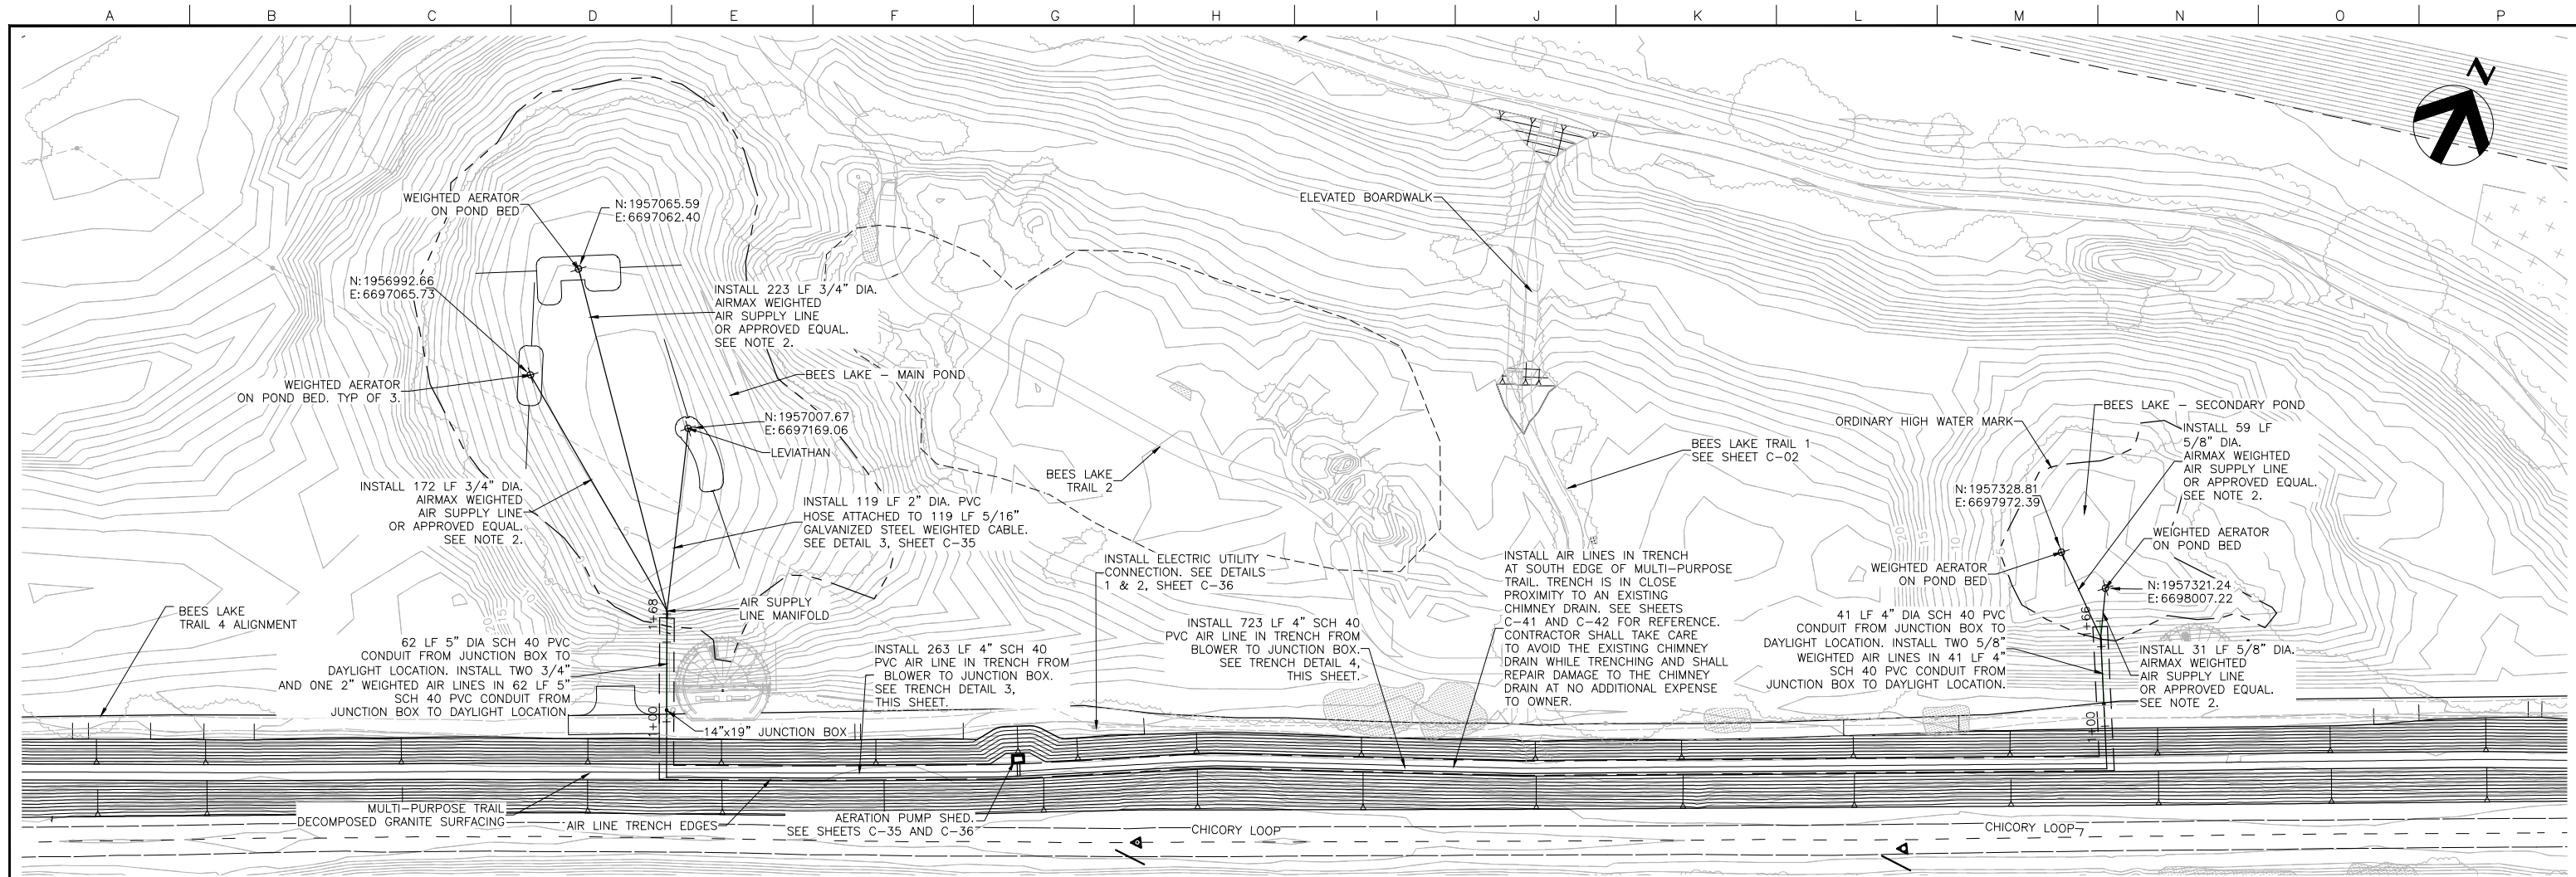 A B C D E F G H I J K L M N O P
N
WEIGHTED AERATOR
ON POND BED
N:1957065.59
E:6697062.40
N:1956992.66
E:6697065.73
INSTALL 223 LF 3/4" DIA.
AIRMAX WEIGHTED
AIR SUPPLY LINE
OR APPROVED EQUAL.
SEE NOTE 2.
WEIGHTED AERATOR
ON POND BED. TYP OF 3.
BEES LAKE – MAIN POND
N:1957007.67
E:6697169.06
LEVIATHAN
INSTALL 172 LF 3/4" DIA.
AIRMAX WEIGHTED
AIR SUPPLY LINE
OR APPROVED EQUAL.
SEE NOTE 2.
INSTALL 119 LF 2" DIA. PVC
HOSE ATTACHED TO 119 LF 5/16"
GALVANIZED STEEL WEIGHTED CABLE.
SEE DETAIL 3, SHEET C-35
BEES LAKE
TRAIL 4 ALIGNMENT
62 LF 5" DIA SCH 40 PVC
CONDUIT FROM JUNCTION BOX TO
DAYLIGHT LOCATION. INSTALL TWO 3/4"
AND ONE 2" WEIGHTED AIR LINES IN 62 LF 5"
SCH 40 PVC CONDUIT FROM
JUNCTION BOX TO DAYLIGHT LOCATION.
1+68
1+00
AIR SUPPLY
LINE MANIFOLD
14"x19" JUNCTION BOX
INSTALL 263 LF 4" SCH 40
PVC AIR LINE IN TRENCH FROM
BLOWER TO JUNCTION BOX.
SEE TRENCH DETAIL 3,
THIS SHEET.
MULTI-PURPOSE TRAIL
DECOMPOSED GRANITE SURFACING
AIR LINE TRENCH EDGES
AERATION PUMP SHED.
SEE SHEETS C-35 AND C-36
ELEVATED BOARDWALK
BEES LAKE
TRAIL 2
INSTALL ELECTRIC UTILITY
CONNECTION. SEE DETAILS
1 & 2, SHEET C-36
INSTALL 723 LF 4" SCH 40
PVC AIR LINE IN TRENCH FROM
BLOWER TO JUNCTION BOX.
SEE TRENCH DETAIL 4,
THIS SHEET.
BEES LAKE TRAIL 1
SEE SHEET C-02
INSTALL AIR LINES IN TRENCH
AT SOUTH EDGE OF MULTI-PURPOSE
TRAIL. TRENCH IS IN CLOSE
PROXIMITY TO AN EXISTING
CHIMNEY DRAIN. SEE SHEETS
C-41 AND C-42 FOR REFERENCE.
CONTRACTOR SHALL TAKE CARE
TO AVOID THE EXISTING CHIMNEY
DRAIN WHILE TRENCHING AND SHALL
REPAIR DAMAGE TO THE CHIMNEY
DRAIN AT NO ADDITIONAL EXPENSE
TO OWNER.
ORDINARY HIGH WATER MARK
BEES LAKE – SECONDARY POND
INSTALL 59 LF
5/8" DIA.
AIRMAX WEIGHTED
AIR SUPPLY LINE
OR APPROVED EQUAL.
SEE NOTE 2.
N:1957328.81
E:6697972.39
WEIGHTED AERATOR
ON POND BED
WEIGHTED AERATOR
ON POND BED
N:1957321.24
E:6698007.22
41 LF 4" DIA SCH 40 PVC
CONDUIT FROM JUNCTION BOX TO
DAYLIGHT LOCATION. INSTALL TWO 5/8"
WEIGHTED AIR LINES IN 41 LF 4"
SCH 40 PVC CONDUIT FROM
JUNCTION BOX TO DAYLIGHT LOCATION.
1+66
1+00
INSTALL 31 LF 5/8" DIA.
AIRMAX WEIGHTED
AIR SUPPLY LINE
OR APPROVED EQUAL.
SEE NOTE 2.
20
15
10
5
CHICORY LOOP
CHICORY LOOP